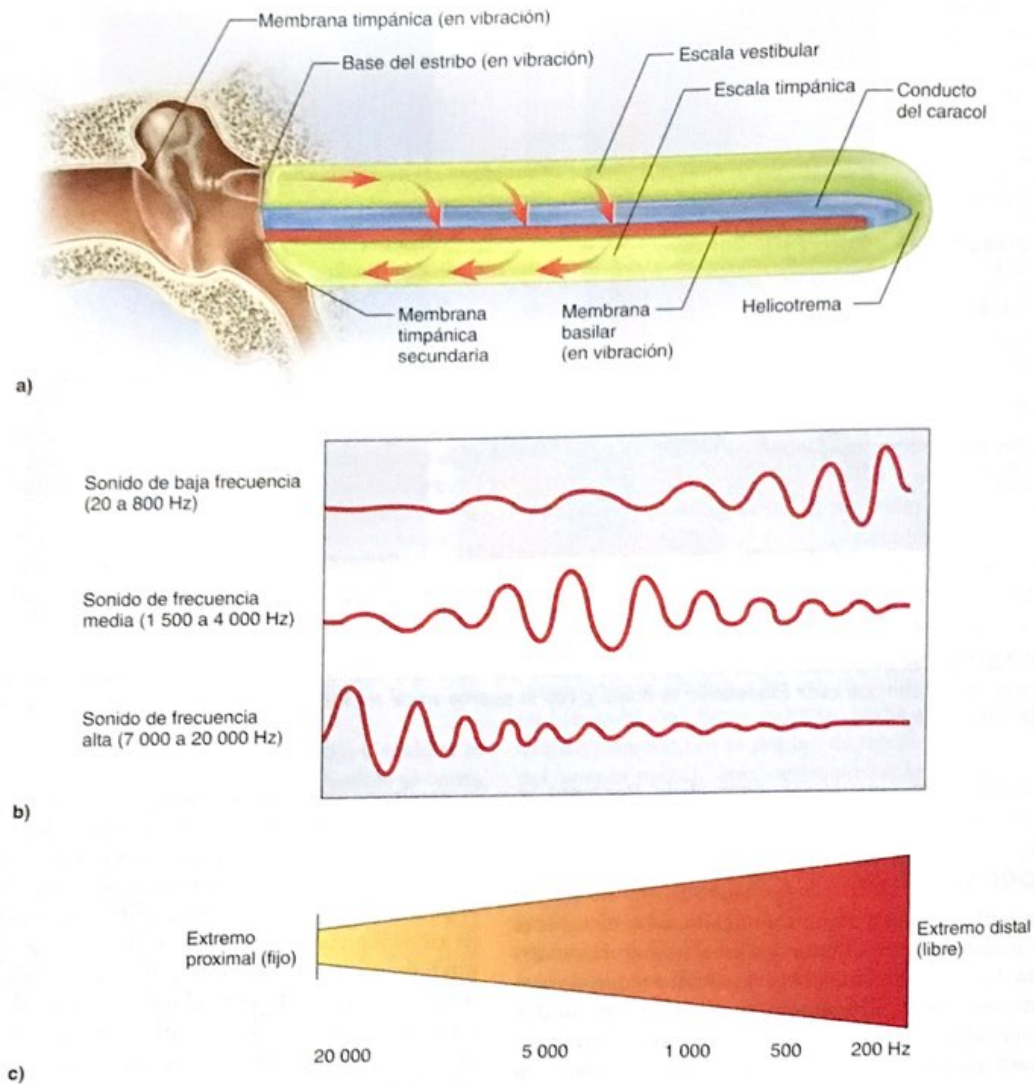 Membrana timpánica (en vibración)
Base del estribo (en vibración)
Escala vestibular
Escala timpánica
Conducto
del caracol
Membrana
timpánica
secundaria
Membrana
basilar
(en vibración)
Helicotrema
a)
Sonido de baja frecuencia
(20 a 800 Hz)
Sonido de frecuencia
media (1 500 a 4 000 Hz)
Sonido de frecuencia
alta (7 000 a 20 000 Hz)
b)
Extremo
proximal (fijo)
Extremo distal
(libre)
20 000 5 000 1 000 500 200 Hz
c)